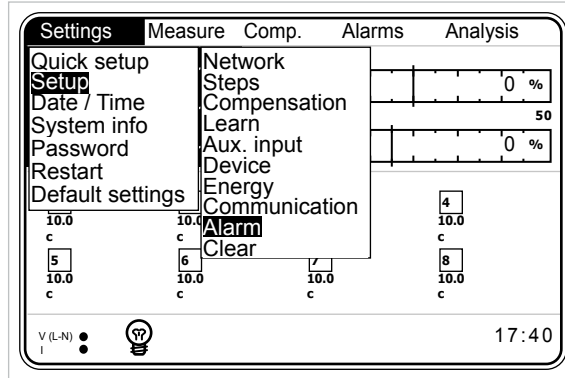 Settings Measure Comp. Alarms Analysis
Quick setup
Setup
Date / Time
System info
Password
Restart
Default settings
Network
Steps
Compensation
Learn
Aux. input
Device
Energy
Communication
Alarm
Clear
0 %
50
0 %
4
10.0 10.0 10.0
c c c
5 6 7 8
10.0 10.0 10.0 10.0
c c c c
V (L-N)
I
17:40